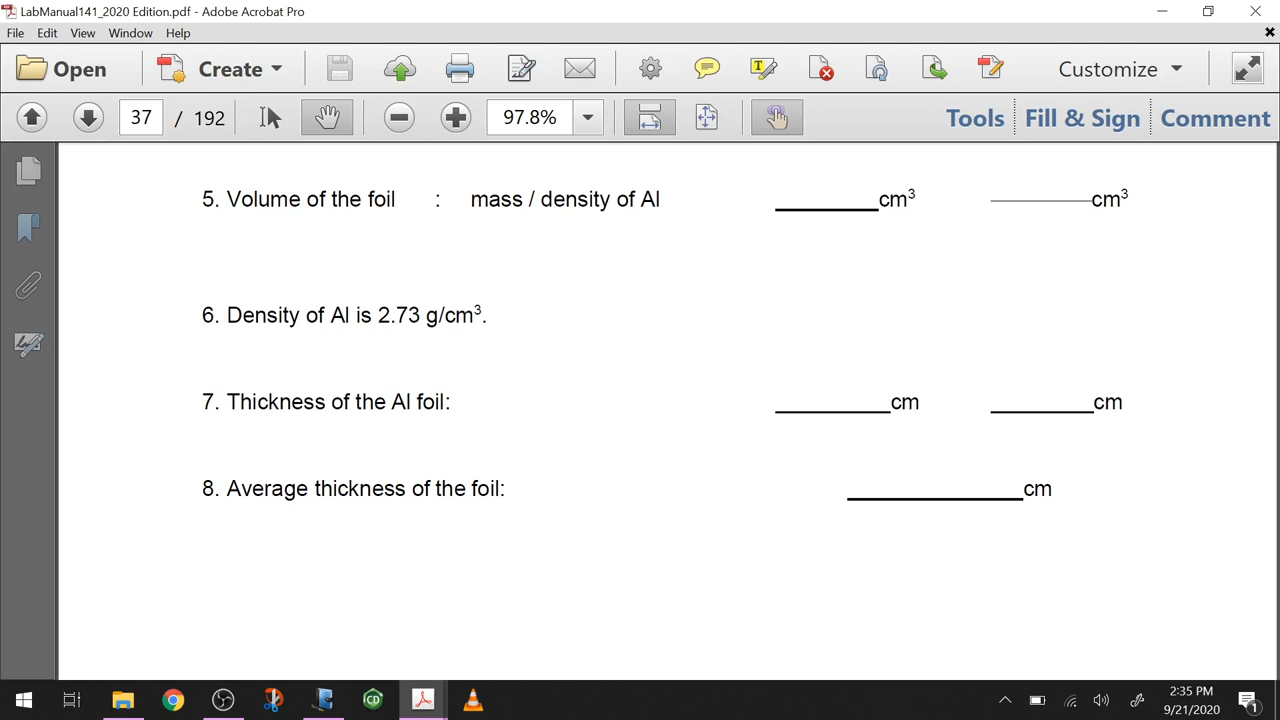 LabManual141_2020 Edition.pdf - Adobe Acrobat Pro
File Edit View Window Help
Open Create Customize
37 / 192 97.8% Tools Fill & Sign Comment
5. Volume of the foil : mass / density of Al ________cm³ ________cm³
6. Density of Al is 2.73 g/cm³.
7. Thickness of the Al foil: ________cm ________cm
8. Average thickness of the foil: ____________cm
2:35 PM
9/21/2020
1